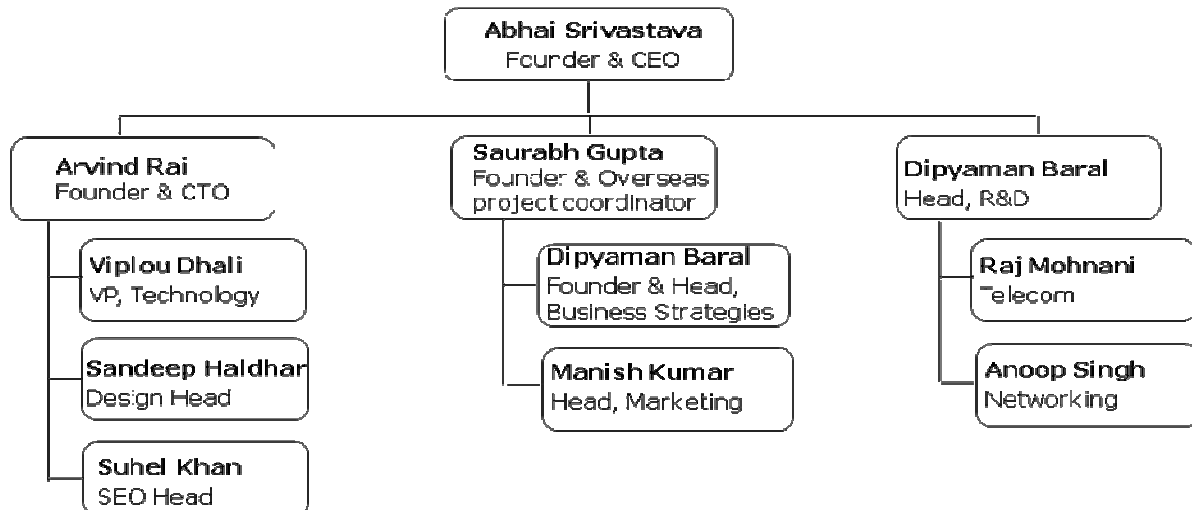 Abhai Srivastava
Founder & CEO
Arvind Rai
Founder & CTO
Viplou Dhali
VP, Technology
Sandeep Haldhar
Design Head
Suhel Khan
SEO Head
Saurabh Gupta
Founder & Overseas
project coordinator
Dipyaman Baral
Founder & Head,
Business Strategies
Manish Kumar
Head, Marketing
Dipyaman Baral
Head, R&D
Raj Mohnani
Telecom
Anoop Singh
Networking